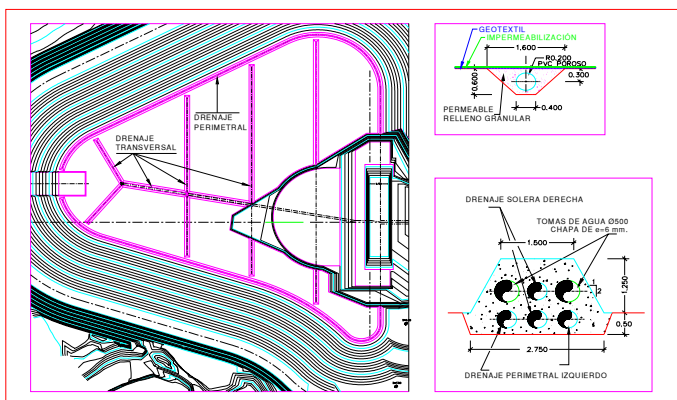 DRENAJE
PERIMETRAL
DRENAJE
TRANSVERSAL
GEOTEXTIL
IMPERMEABILIZACIÓN
1,600
R0.200
PVC POROSO
0.600
0.300
0.400
PERMEABLE
RELLENO GRANULAR
DRENAJE SOLERA DERECHA
TOMAS DE AGUA Ø500
CHAPA DE e=6 mm.
1.500
1
2
1,250
0.50
2.750
DRENAJE PERIMETRAL IZQUIERDO